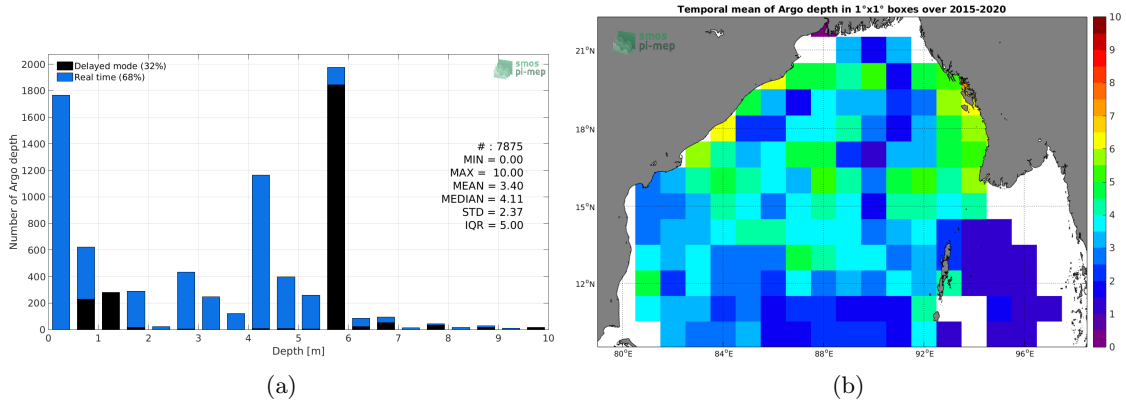 Temporal mean of Argo depth in 1°x1° boxes over 2015-2020
Delayed mode (32%)
Real time (68%)
smos
pi-mep
# : 7875
MIN = 0.00
MAX = 10.00
MEAN = 3.40
MEDIAN = 4.11
STD = 2.37
IQR = 5.00
Number of Argo depth
2000
1800
1600
1400
1200
1000
800
600
400
200
0
0 1 2 3 4 5 6 7 8 9 10
Depth [m]
(a)
smos
pi-mep
21°N
18°N
15°N
12°N
80°E 84°E 88°E 92°E 96°E
10
9
8
7
6
5
4
3
2
1
0
(b)